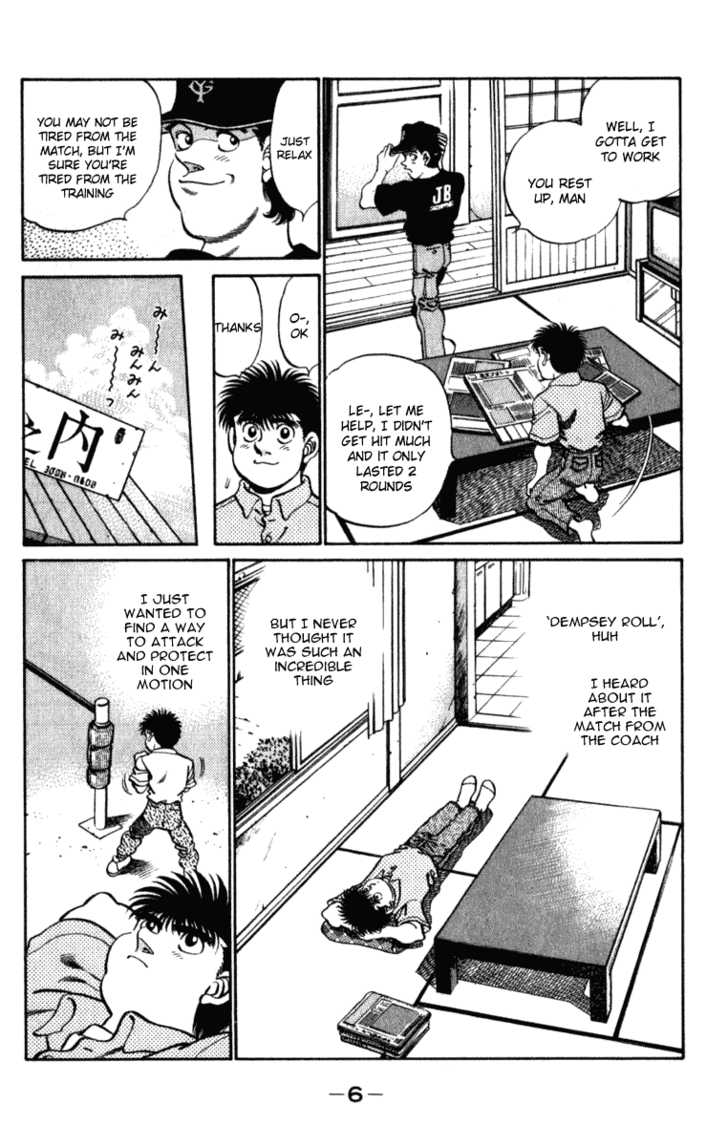 WELL, I
GOTTA GET
TO WORK
YOU REST
UP, MAN
JB
LE-, LET ME
HELP, I DIDN'T
GET HIT MUCH
AND IT ONLY
LASTED 2
ROUNDS
JUST
RELAX
YOU MAY NOT BE
TIRED FROM THE
MATCH, BUT I'M
SURE YOU'RE
TIRED FROM THE
TRAINING
YG
O-,
OK
THANKS
み〜ん
みんみん
み〜っ
之内
TEL
'DEMPSEY ROLL',
HUH
I HEARD
ABOUT IT
AFTER THE
MATCH FROM
THE COACH
BUT I NEVER
THOUGHT IT
WAS SUCH AN
INCREDIBLE
THING
I JUST
WANTED TO
FIND A WAY
TO ATTACK
AND PROTECT
IN ONE
MOTION
— 6 —